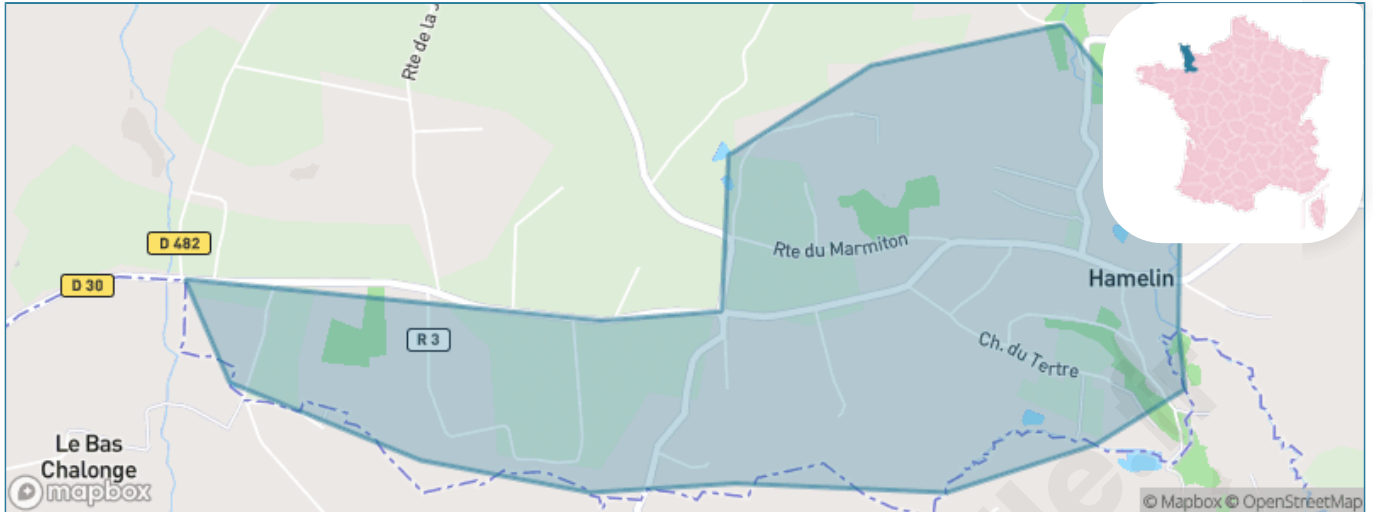 Rte de la J
D 482
Rte du Marmiton
D 30
Hamelin
R 3
Ch. du Tertre
Le Bas
Chalonge
mapbox
© Mapbox © OpenStreetMap